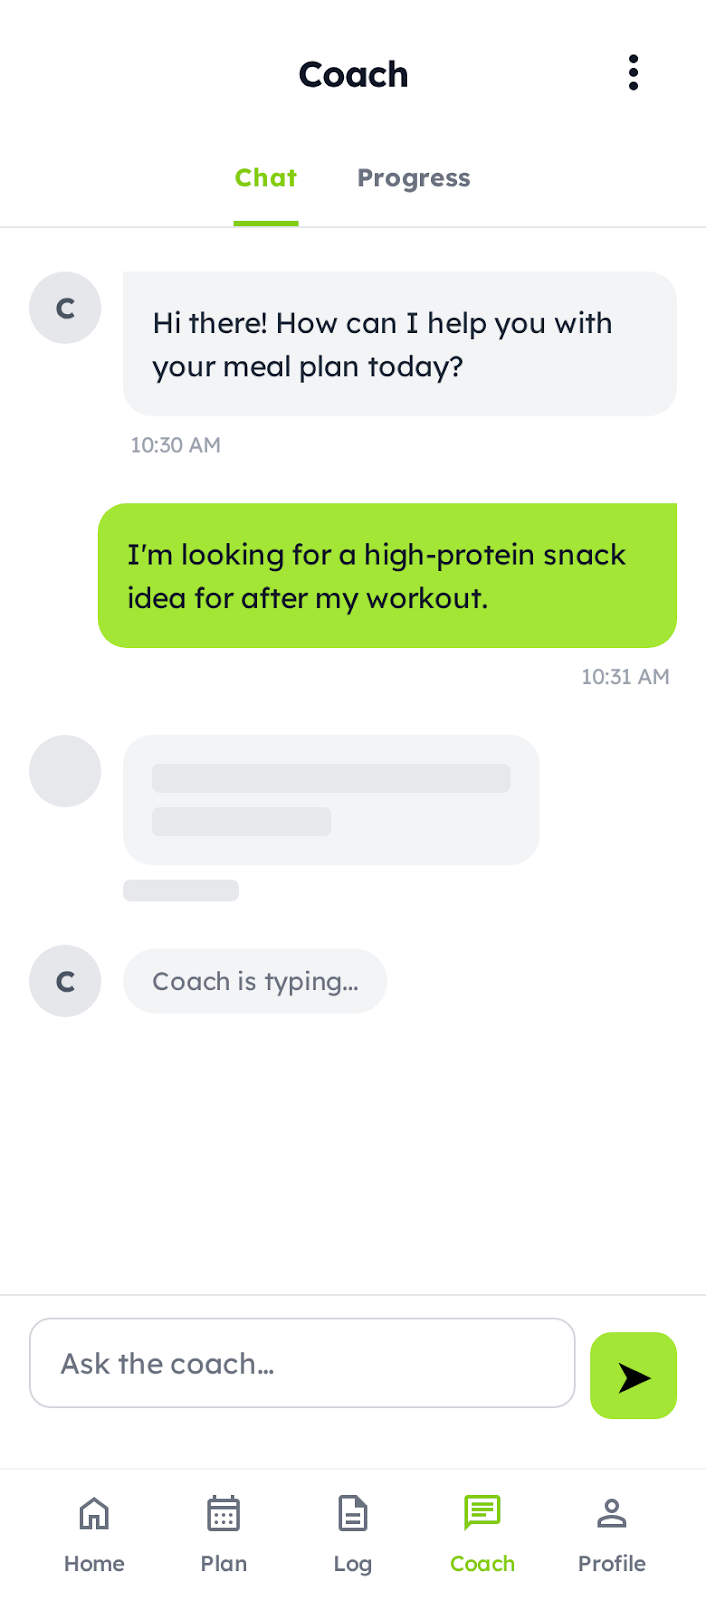 Coach
Chat Progress
C
Hi there! How can I help you with
your meal plan today?
10:30 AM
I'm looking for a high-protein snack
idea for after my workout.
10:31 AM
C
Coach is typing...
Ask the coach...
Home Plan Log Coach Profile